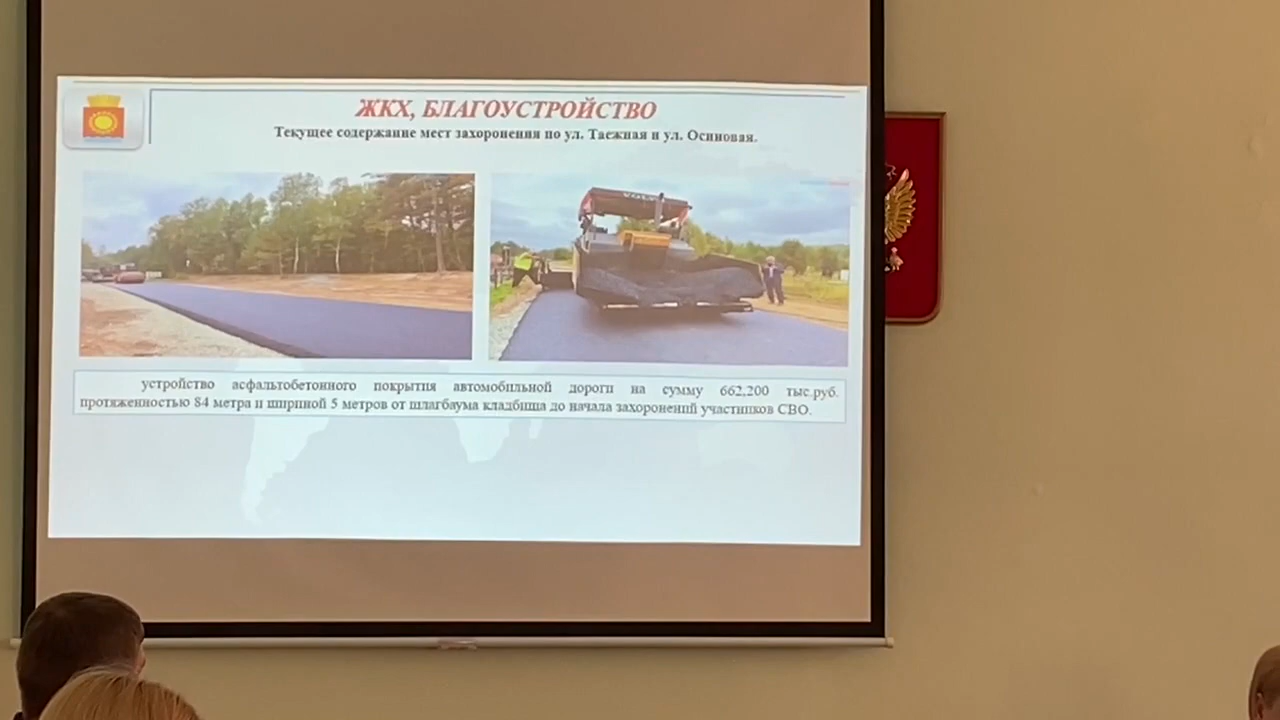 ЖКХ, БЛАГОУСТРОЙСТВО
Текущее содержание мест захоронения по ул. Таежная и ул. Осиновая.
устройство асфальтобетонного покрытия автомобильной дороги на сумму 662,200 тыс.руб.
протяженностью 84 метра и шириной 5 метров от шлагбаума кладбища до начала захоронений участников СВО.